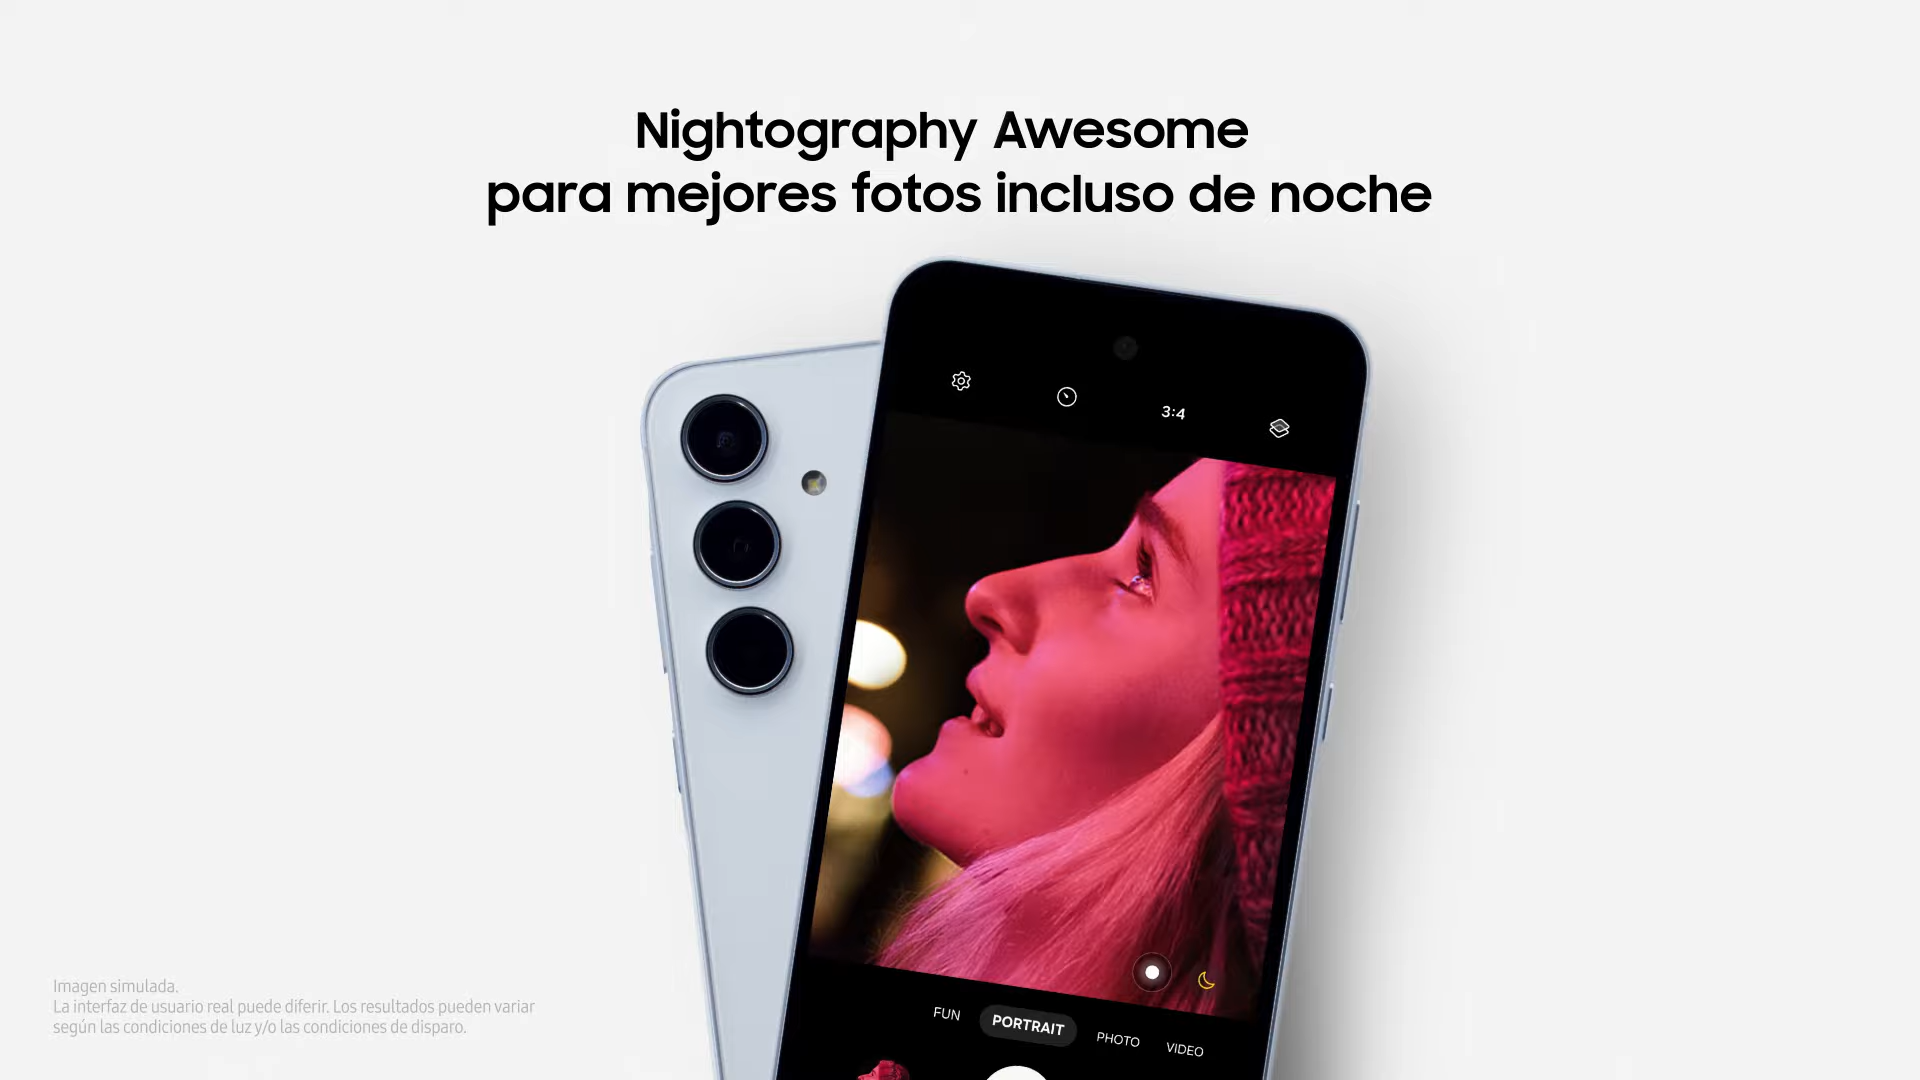 Nightography Awesome
para mejores fotos incluso de noche
3:4
FUN PORTRAIT PHOTO VIDEO
Imagen simulada.
La interfaz de usuario real puede diferir. Los resultados pueden variar
según las condiciones de luz y/o las condiciones de disparo.